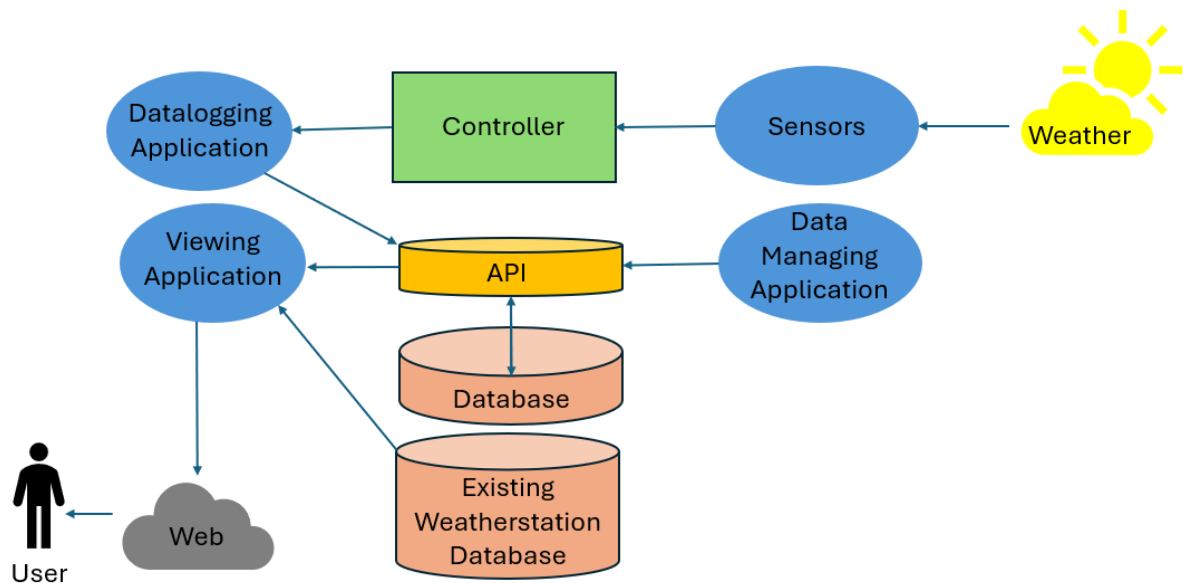 Datalogging
Application
Controller
Sensors
Weather
Viewing
Application
API
Data
Managing
Application
Database
Existing
Weatherstation
Database
Web
User